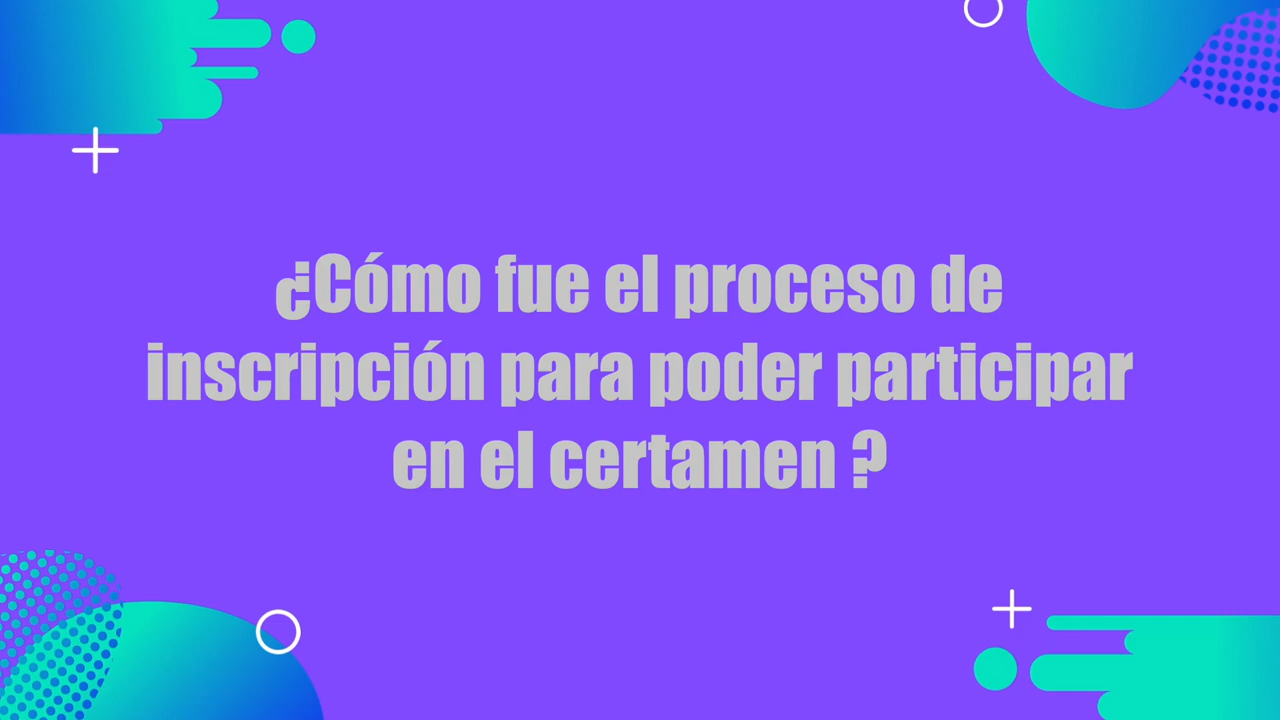 ¿Cómo fue el proceso de
inscripción para poder participar
en el certamen ?